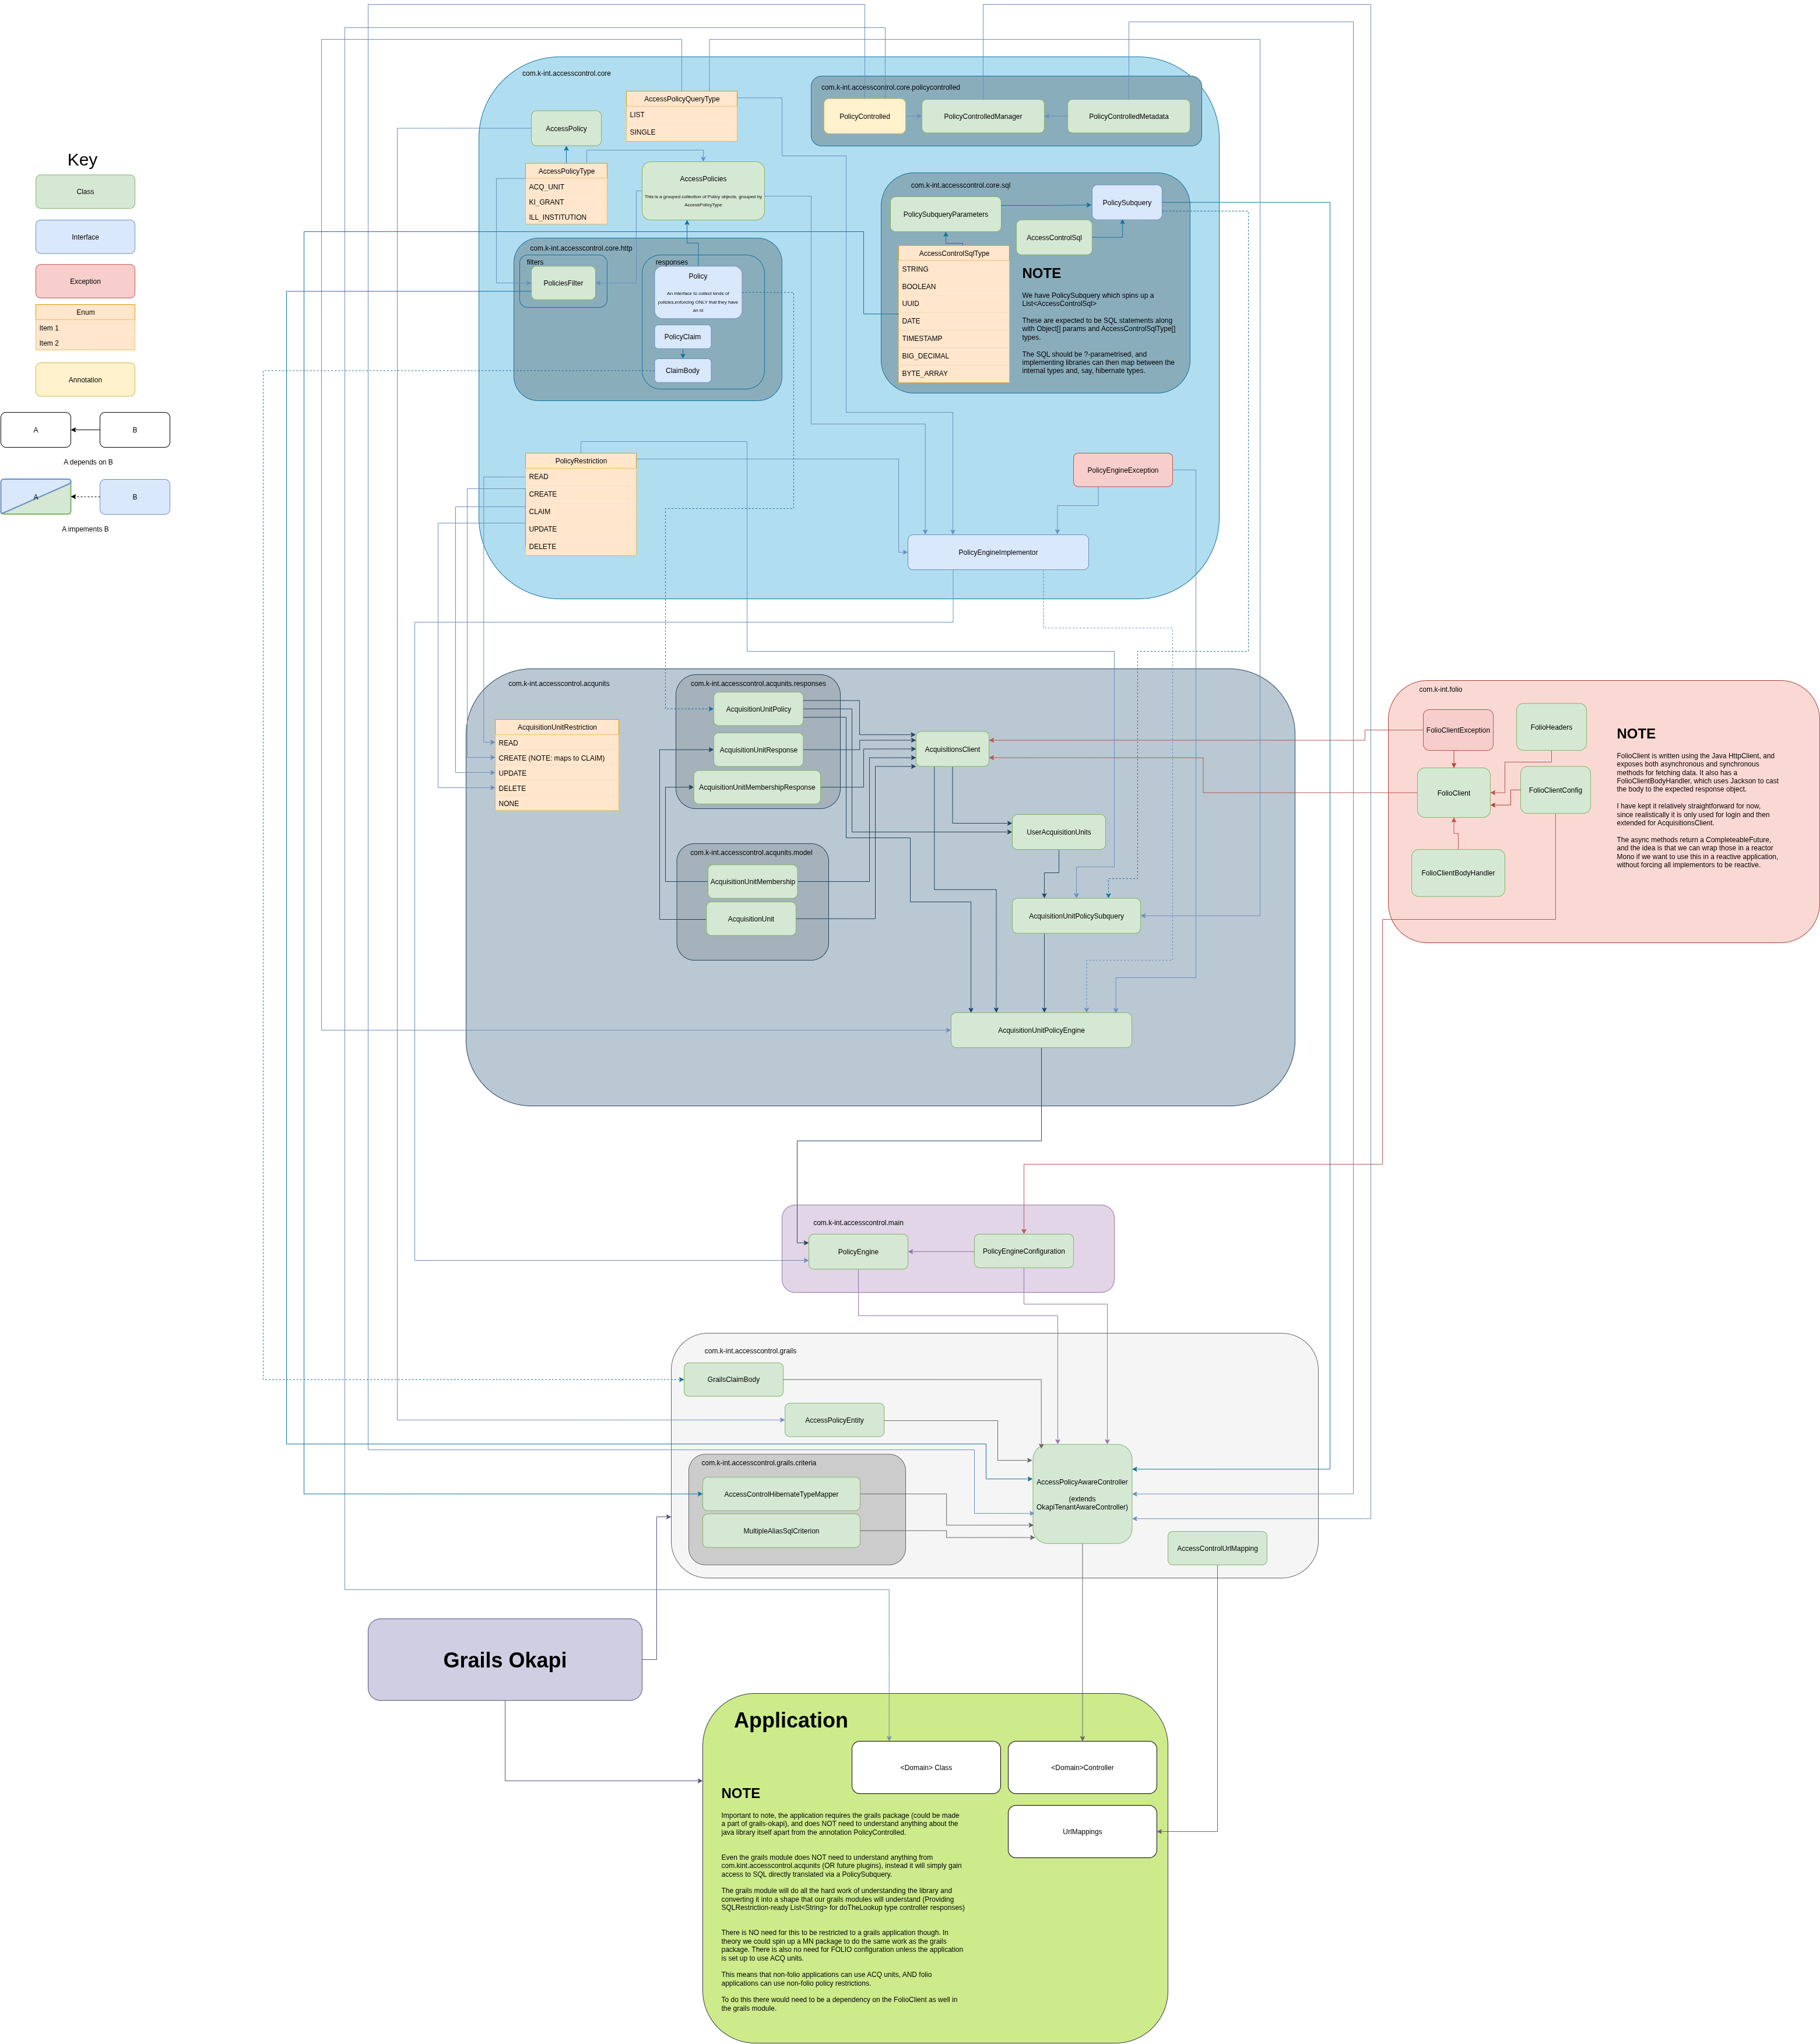 Key
Class
Interface
Exception
Enum
Item 1
Item 2
Annotation
A
B
A depends on B
A
B
A impements B
com.k-int.accesscontrol.core
AccessPolicy
AccessPolicyQueryType
LIST
SINGLE
AccessPolicyType
ACQ_UNIT
KI_GRANT
ILL_INSTITUTION
AccessPolicies
This is a grouped collection of Policy objects, grouped by
AccessPolicyType
com.k-int.accesscontrol.core.policycontrolled
PolicyControlled
PolicyControlledManager
PolicyControlledMetadata
com.k-int.accesscontrol.core.http
filters
PoliciesFilter
responses
Policy
An interface to collect kinds of
policies,enforcing ONLY that they have
an id
PolicyClaim
ClaimBody
com.k-int.accesscontrol.core.sql
PolicySubqueryParameters
PolicySubquery
AccessControlSql
AccessControlSqlType
STRING
BOOLEAN
UUID
DATE
TIMESTAMP
BIG_DECIMAL
BYTE_ARRAY
NOTE
We have PolicySubquery which spins up a
List<AccessControlSql>
These are expected to be SQL statements along
with Object[] params and AccessControlSqlType[]
types.
The SQL should be ?-parametrised, and
implementing libraries can then map between the
internal types and, say, hibernate types.
PolicyRestriction
READ
CREATE
CLAIM
UPDATE
DELETE
PolicyEngineException
PolicyEngineImplementor
com.k-int.accesscontrol.acqunits
AcquisitionUnitRestriction
READ
CREATE (NOTE: maps to CLAIM)
UPDATE
DELETE
NONE
com.k-int.accesscontrol.acqunits.responses
AcquisitionUnitPolicy
AcquisitionUnitResponse
AcquisitionUnitMembershipResponse
com.k-int.accesscontrol.acqunits.model
AcquisitionUnitMembership
AcquisitionUnit
AcquisitionsClient
UserAcquisitionUnits
AcquisitionUnitPolicySubquery
AcquisitionUnitPolicyEngine
com.k-int.folio
FolioClientException
FolioHeaders
FolioClient
FolioClientConfig
FolioClientBodyHandler
NOTE
FolioClient is written using the Java HttpClient, and
exposes both asynchronous and synchronous
methods for fetching data. It also has a
FolioClientBodyHandler, which uses Jackson to cast
the body to the expected response object.
I have kept it relatively straightforward for now,
since realistically it is only used for login and then
extended for AcquisitionsClient.
The async methods return a CompleteableFuture,
and the idea is that we can wrap those in a reactor
Mono if we want to use this in a reactive application,
without forcing all implementors to be reactive.
com.k-int.accesscontrol.main
PolicyEngine
PolicyEngineConfiguration
com.k-int.accesscontrol.grails
GrailsClaimBody
AccessPolicyEntity
com.k-int.accesscontrol.grails.criteria
AccessControlHibernateTypeMapper
MultipleAliasSqlCriterion
AccessPolicyAwareController
(extends
OkapiTenantAwareController)
AccessControlUrlMapping
Grails Okapi
Application
<Domain> Class
<Domain>Controller
UrlMappings
NOTE
Important to note, the application requires the grails package (could be made
a part of grails-okapi), and does NOT need to understand anything about the
java library itself apart from the annotation PolicyControlled.
Even the grails module does NOT need to understand anything from
com.kint.accesscontrol.acqunits (OR future plugins), instead it will simply gain
access to SQL directly translated via a PolicySubquery.
The grails module will do all the hard work of understanding the library and
converting it into a shape that our grails modules will understand (Providing
SQLRestriction-ready List<String> for doTheLookup type controller responses)
There is NO need for this to be restricted to a grails application though. In
theory we could spin up a MN package to do the same work as the grails
package. There is also no need for FOLIO configuration unless the application
is set up to use ACQ units.
This means that non-folio applications can use ACQ units, AND folio
applications can use non-folio policy restrictions.
To do this there would need to be a dependency on the FolioClient as well in
the grails module.